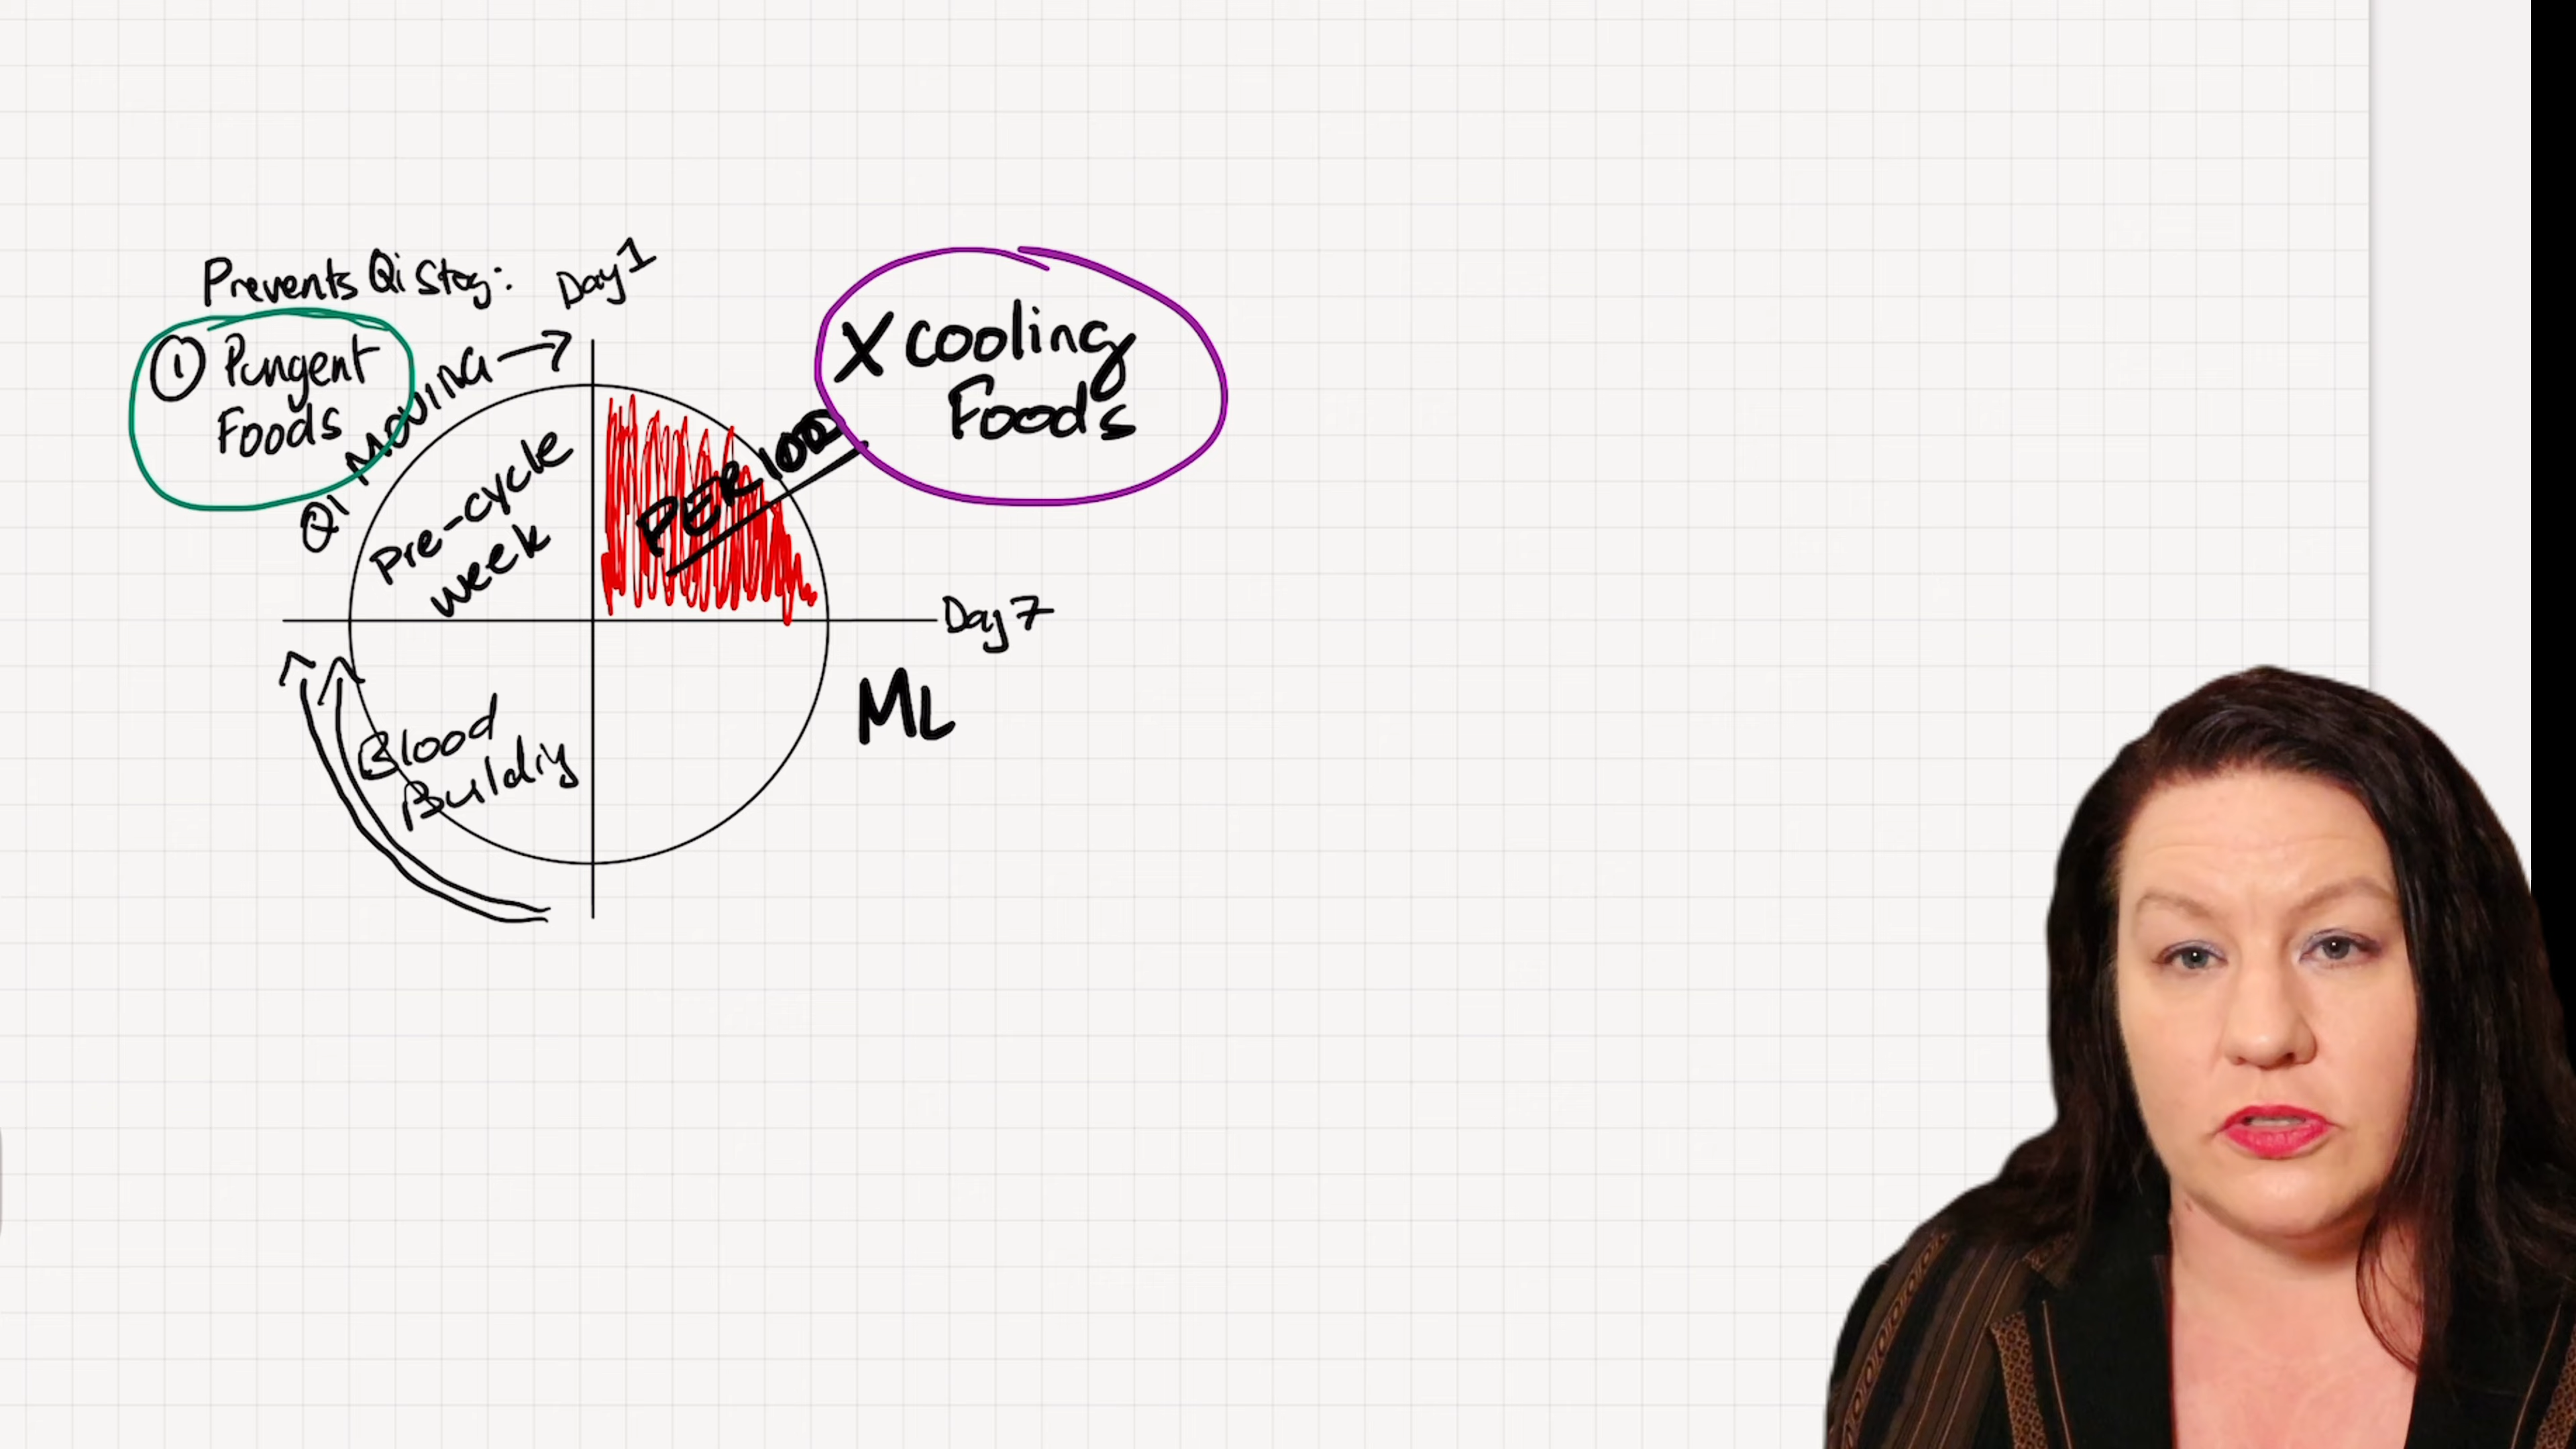 Prevents Qi Stag:
Day 1
① Pungent
Foods
QI MOVING →
X cooling
Foods
Pre-cycle
week
PERIOD
Day 7
ML
Blood
Building